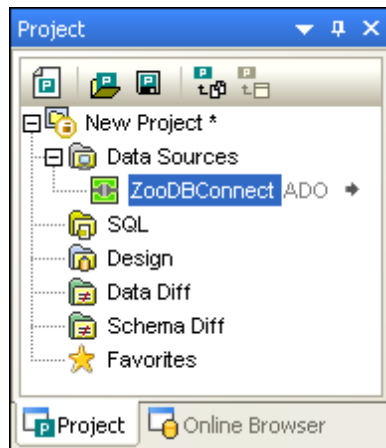 Project
New Project *
Data Sources
ZooDBConnect ADO
SQL
Design
Data Diff
Schema Diff
Favorites
Project Online Browser